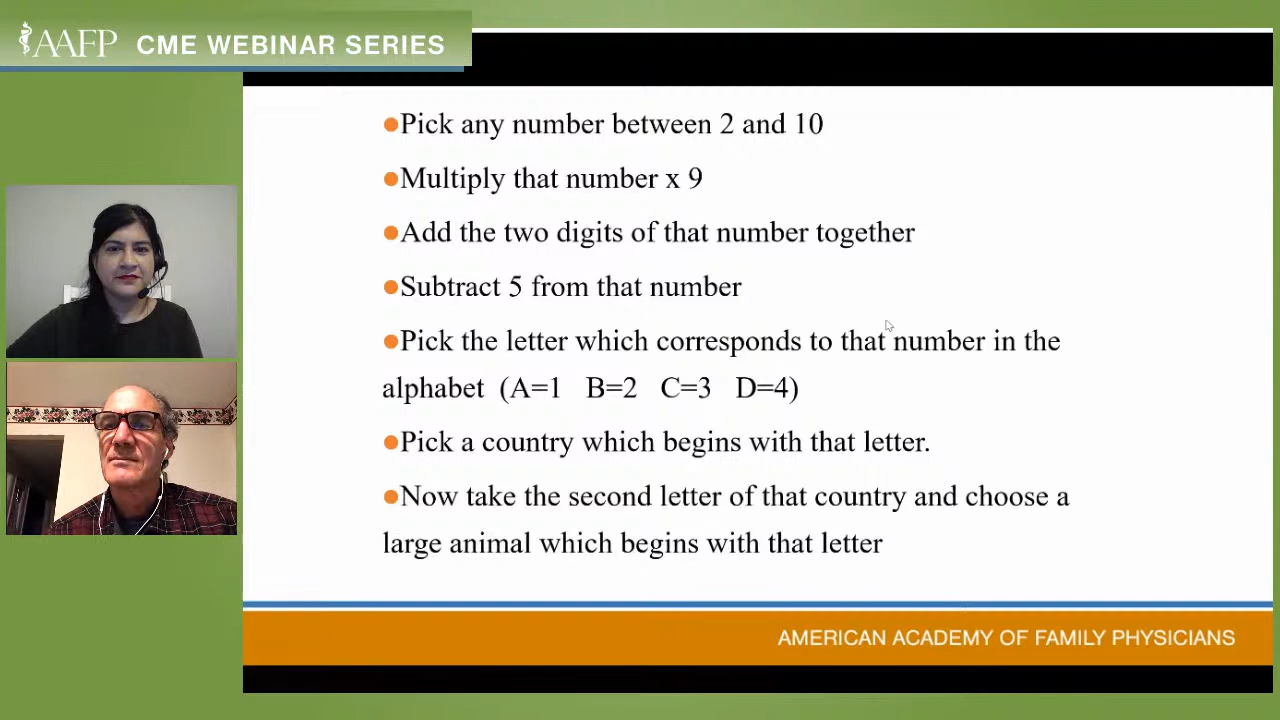 AAFP CME WEBINAR SERIES
●Pick any number between 2 and 10
●Multiply that number x 9
●Add the two digits of that number together
●Subtract 5 from that number
●Pick the letter which corresponds to that number in the
alphabet (A=1 B=2 C=3 D=4)
●Pick a country which begins with that letter.
●Now take the second letter of that country and choose a
large animal which begins with that letter
AMERICAN ACADEMY OF FAMILY PHYSICIANS